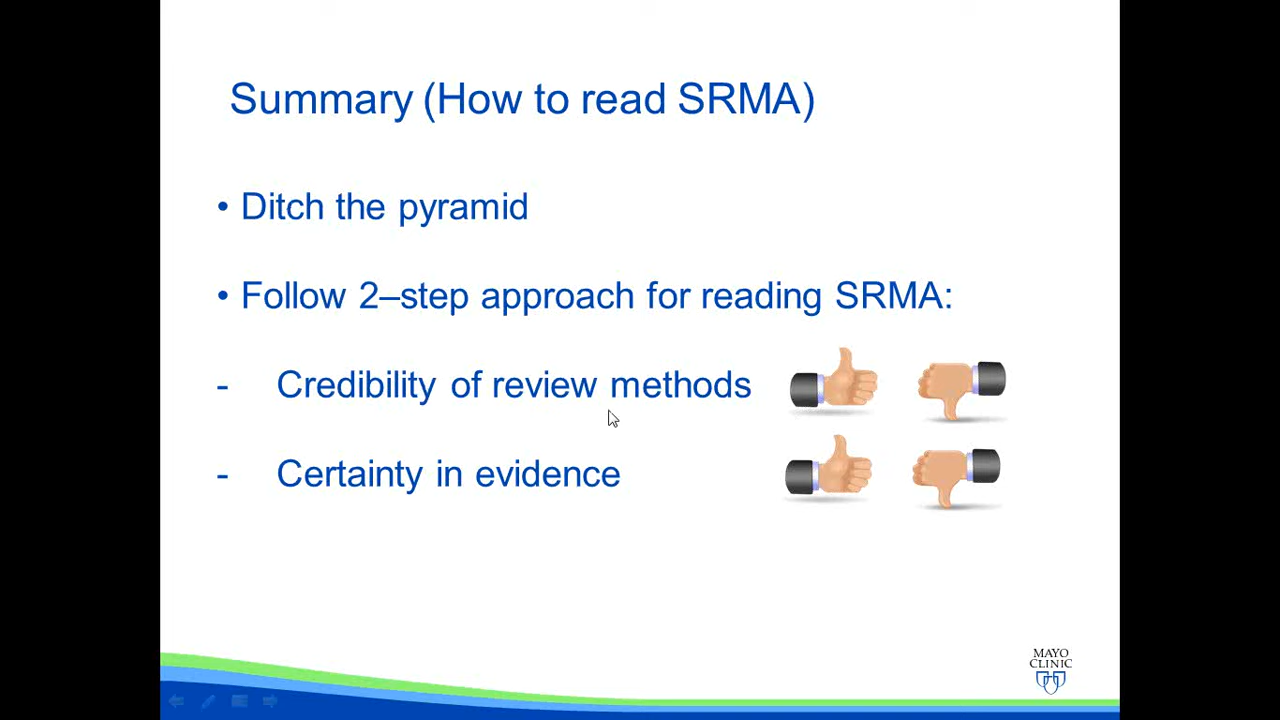 Summary (How to read SRMA)
• Ditch the pyramid
• Follow 2–step approach for reading SRMA:
- Credibility of review methods
- Certainty in evidence
MAYO
CLINIC